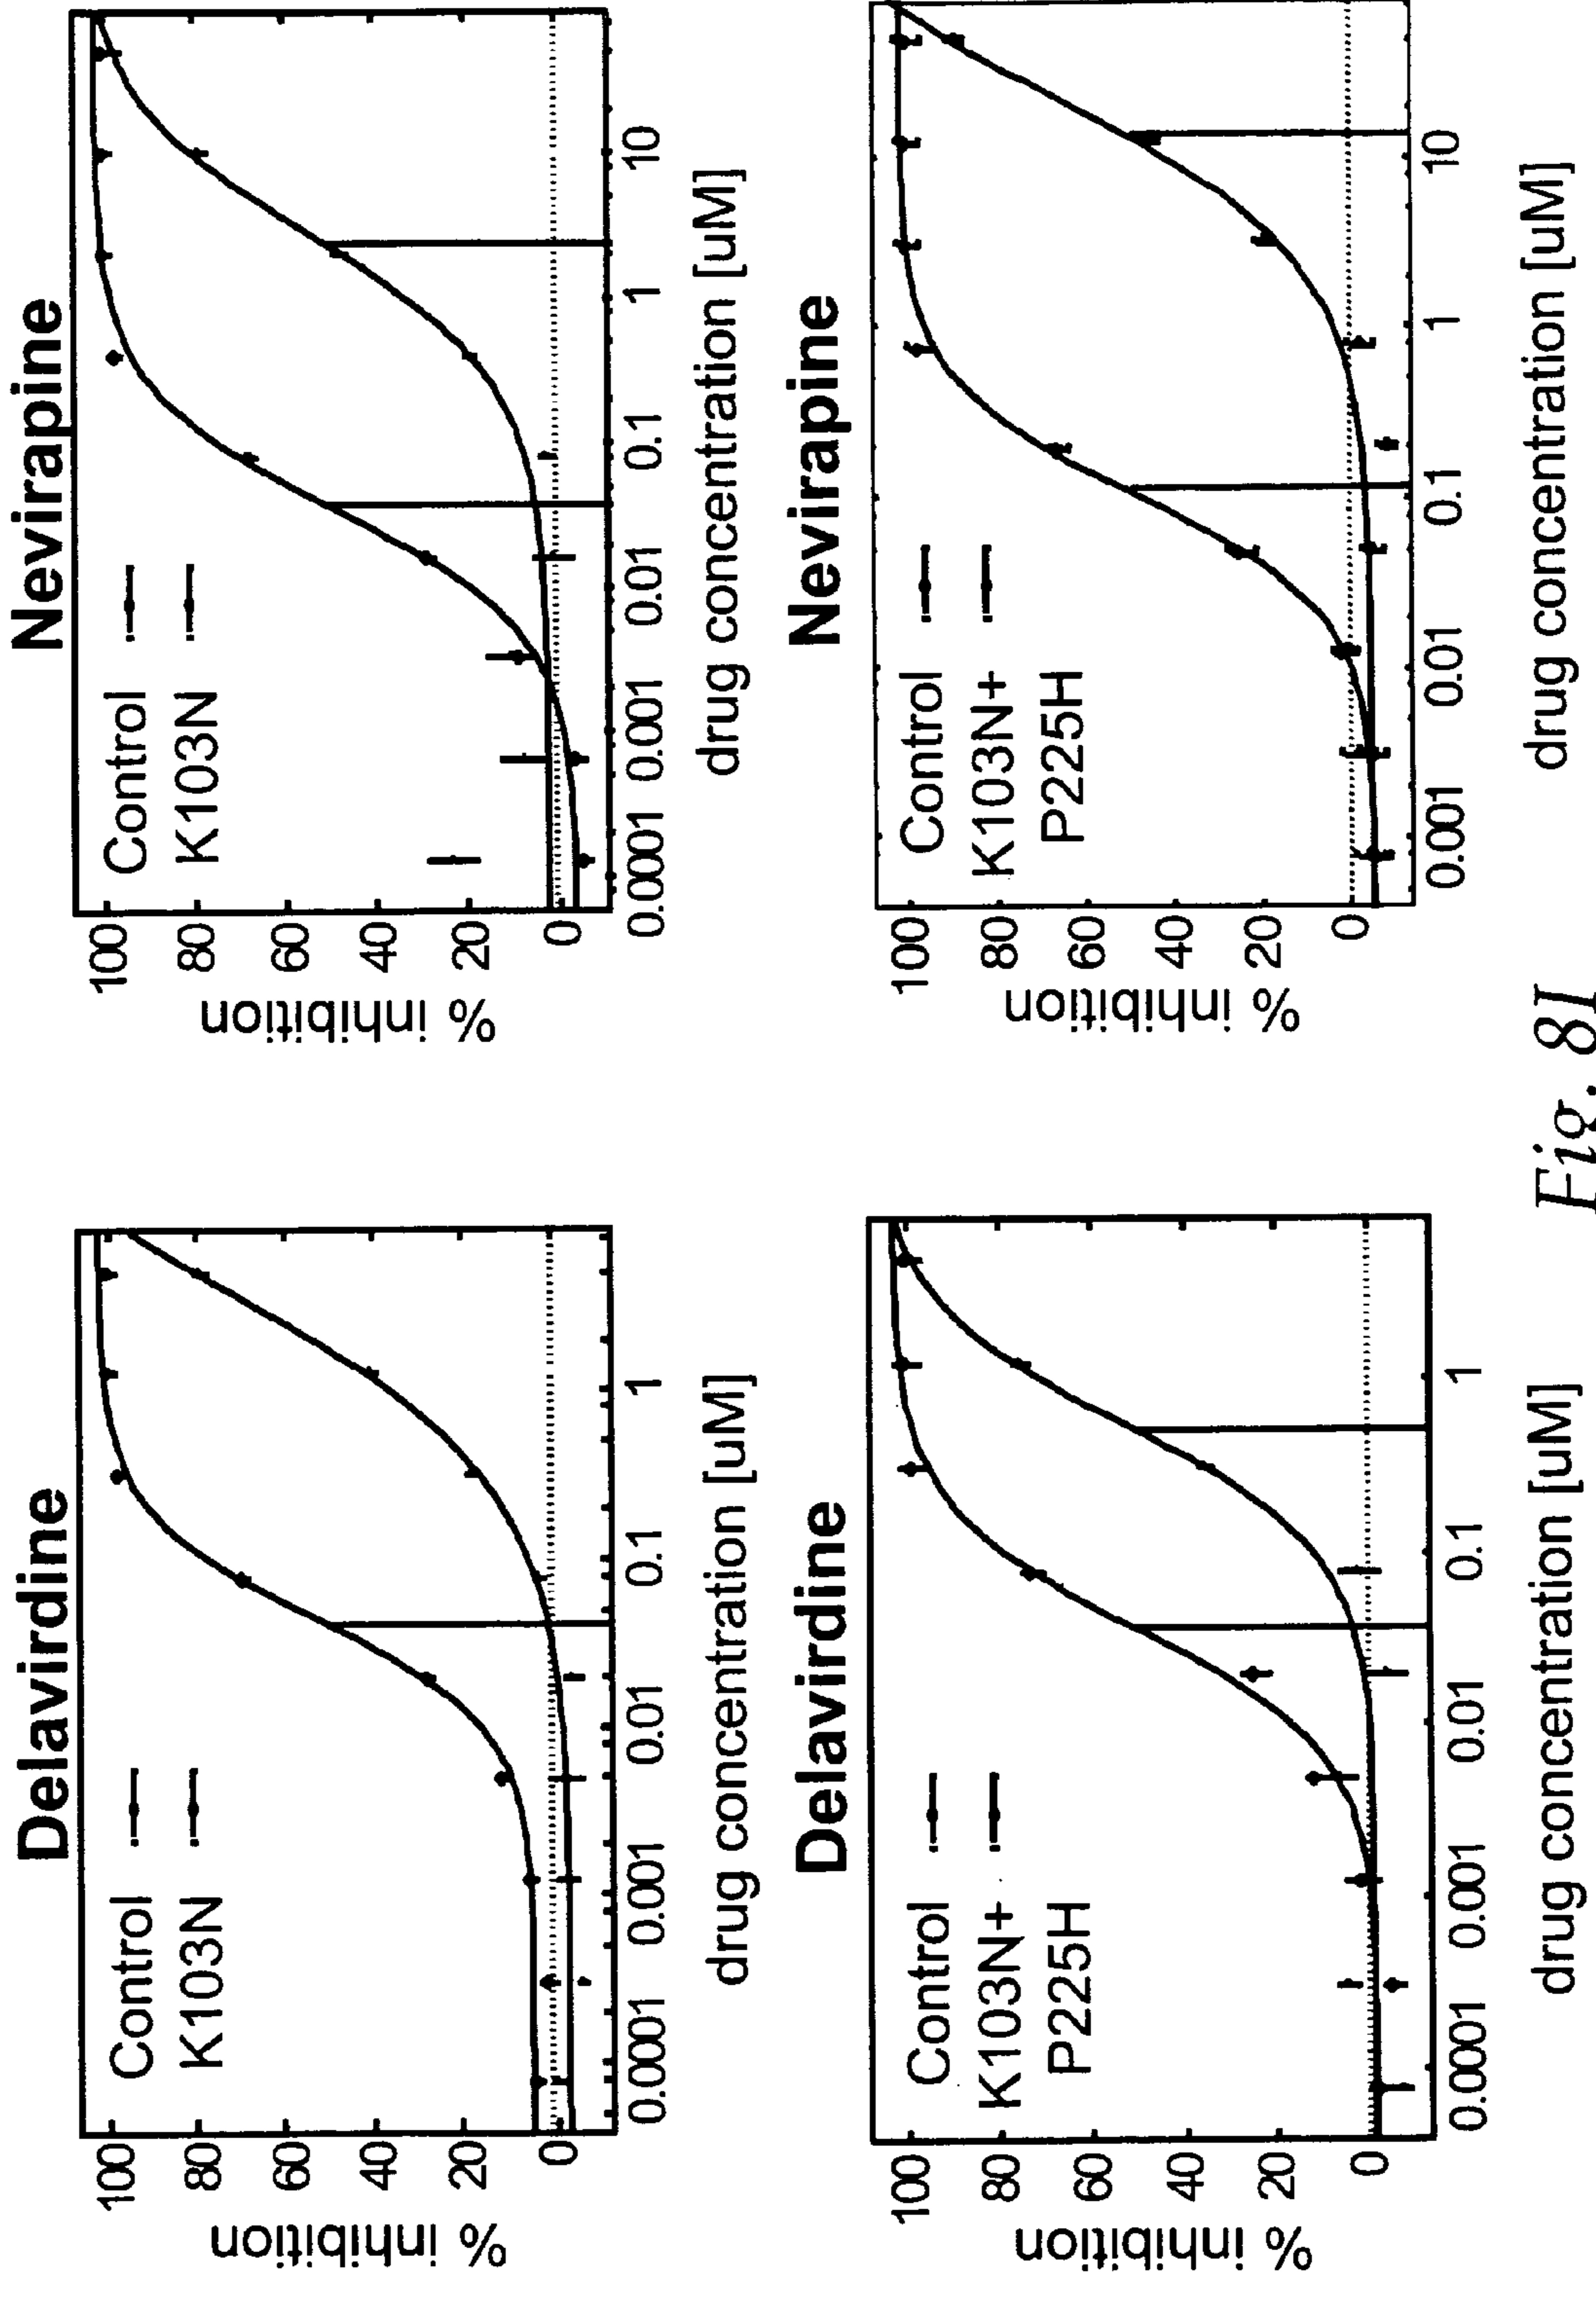 Delavirdine
Control
K103N
100
80
60
40
20
0
% inhibition
0.0001
0.001
0.01
0.1
1
drug concentration [uM]
Nevirapine
Control
K103N
100
80
60
40
20
0
% inhibition
0.0001
0.001
0.01
0.1
1
10
drug concentration [uM]
Delavirdine
Control
K103N+
P225H
100
80
60
40
20
0
% inhibition
0.0001
0.001
0.01
0.1
1
drug concentration [uM]
Nevirapine
Control
K103N+
P225H
100
80
60
40
20
0
% inhibition
0.001
0.01
0.1
1
10
drug concentration [uM]
Fig. 8I